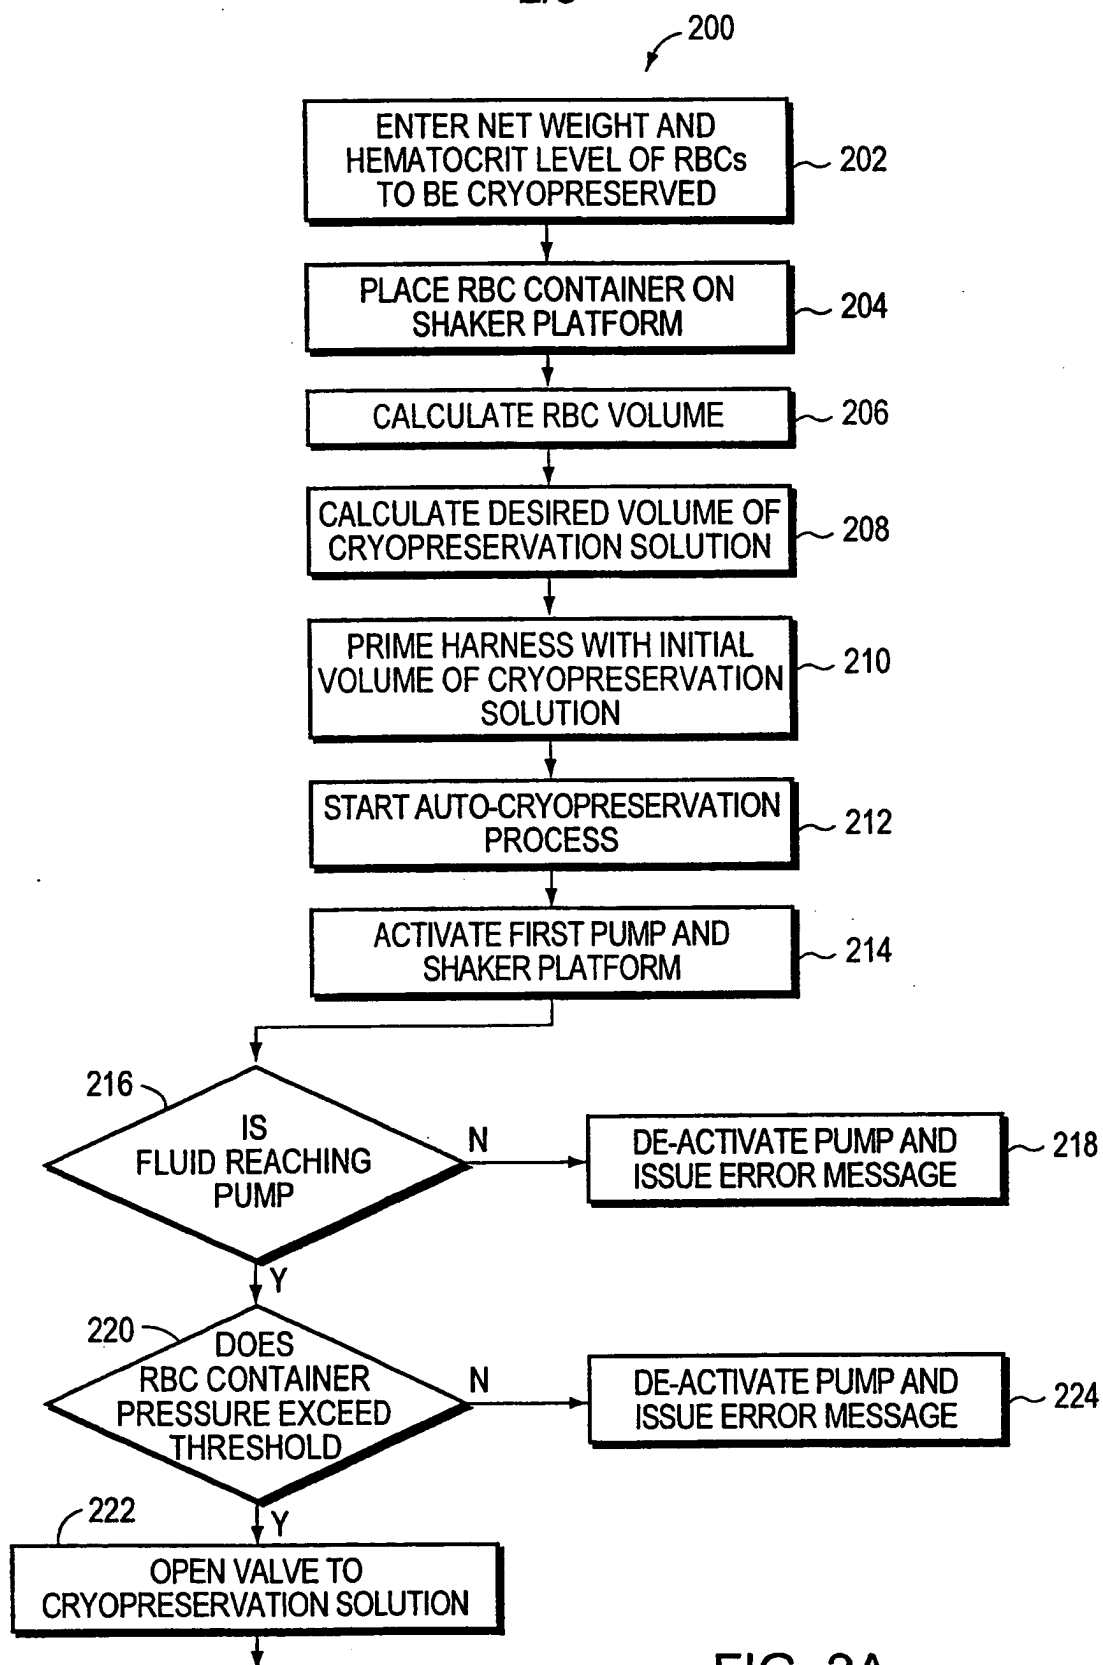 200
ENTER NET WEIGHT AND
HEMATOCRIT LEVEL OF RBCs
TO BE CRYOPRESERVED
202
PLACE RBC CONTAINER ON
SHAKER PLATFORM
204
CALCULATE RBC VOLUME
206
CALCULATE DESIRED VOLUME OF
CRYOPRESERVATION SOLUTION
208
PRIME HARNESS WITH INITIAL
VOLUME OF CRYOPRESERVATION
SOLUTION
210
START AUTO-CRYOPRESERVATION
PROCESS
212
ACTIVATE FIRST PUMP AND
SHAKER PLATFORM
214
216
IS
FLUID REACHING
PUMP
N
DE-ACTIVATE PUMP AND
ISSUE ERROR MESSAGE
218
Y
220
DOES
RBC CONTAINER
PRESSURE EXCEED
THRESHOLD
N
DE-ACTIVATE PUMP AND
ISSUE ERROR MESSAGE
224
Y
222
OPEN VALVE TO
CRYOPRESERVATION SOLUTION
FIG. 2A